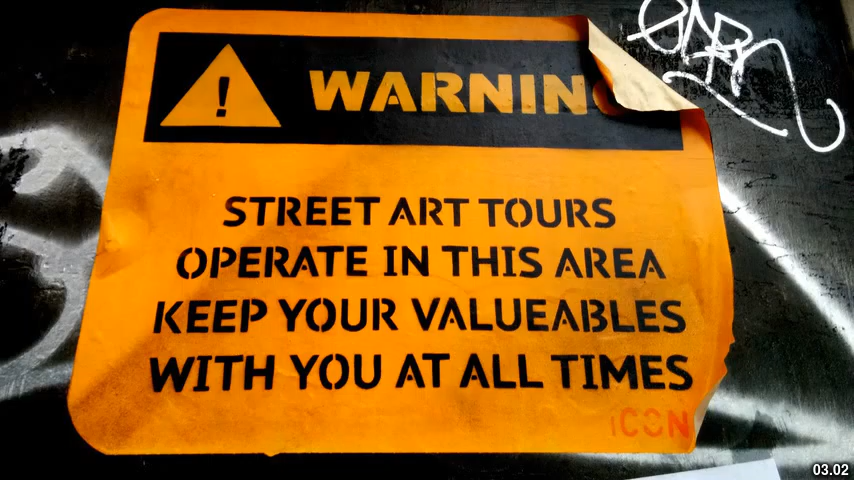 ! WARNIN
STREET ART TOURS
OPERATE IN THIS AREA
KEEP YOUR VALUEABLES
WITH YOU AT ALL TIMES
ICON
03.02